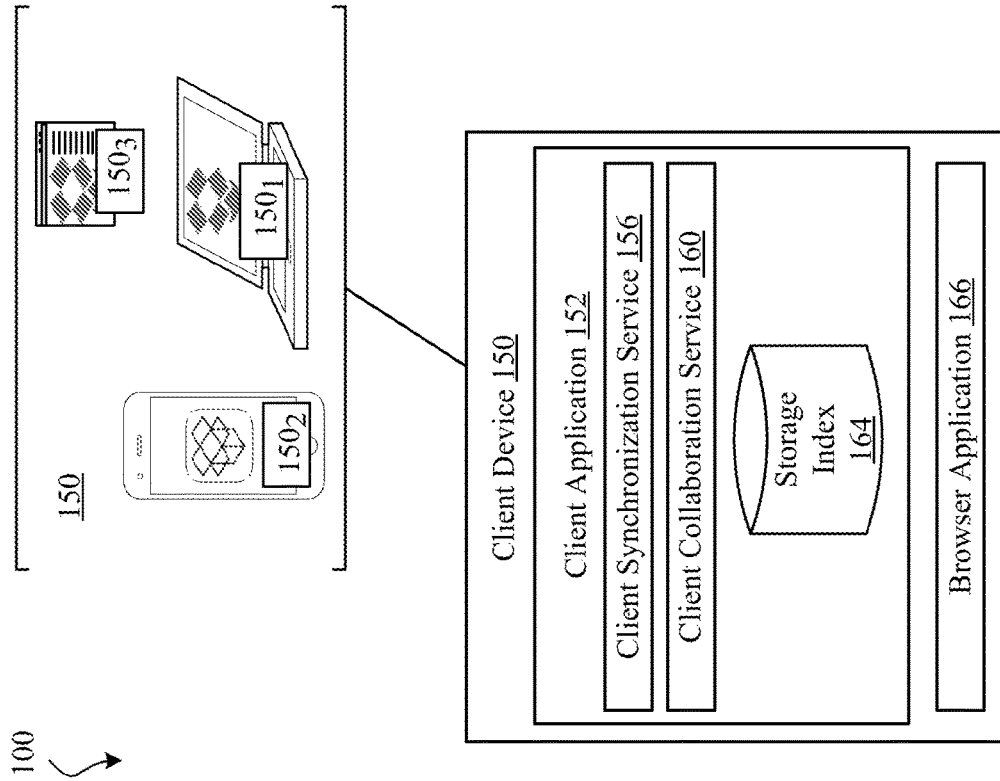 100
150
150₂
150₁
150₃
Client Device 150
Client Application 152
Client Synchronization Service 156
Client Collaboration Service 160
Storage
Index
164
Browser Application 166